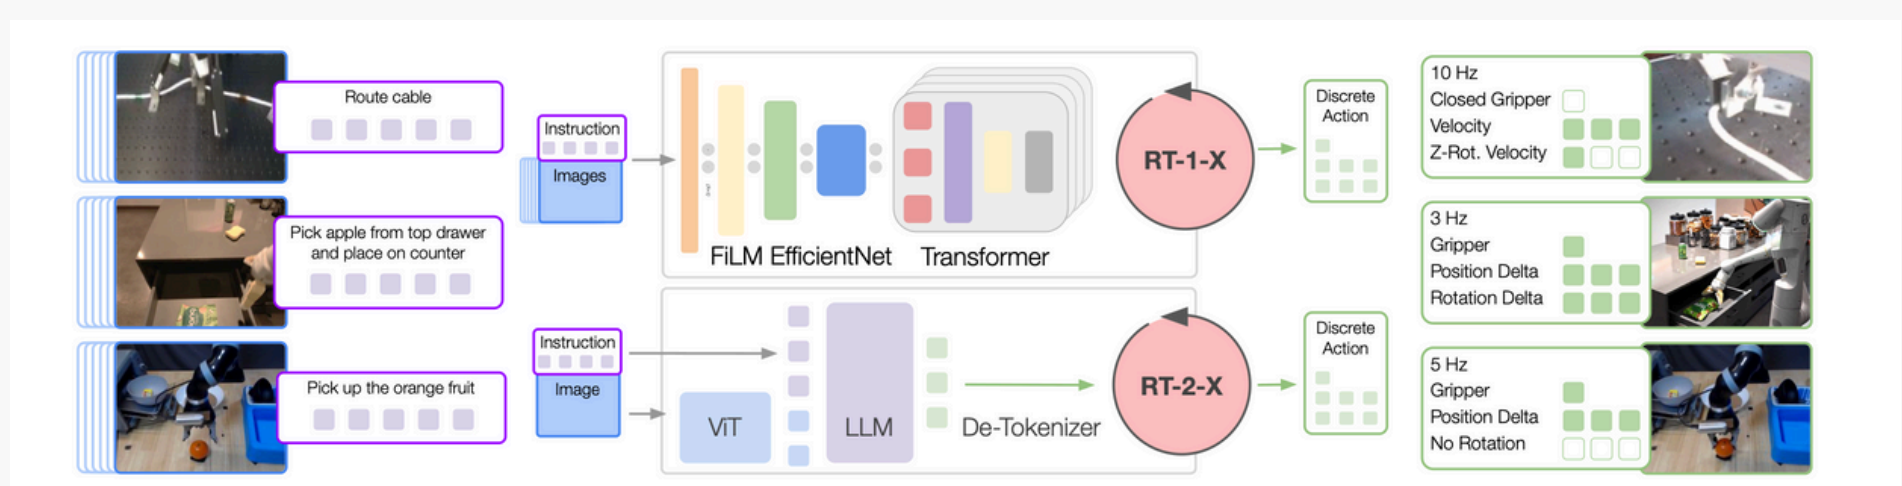 Route cable
Pick apple from top drawer
and place on counter
Pick up the orange fruit
Instruction
Images
FiLM EfficientNet
Transformer
RT-1-X
Discrete
Action
Instruction
Image
ViT
LLM
De-Tokenizer
RT-2-X
Discrete
Action
10 Hz
Closed Gripper
Velocity
Z-Rot. Velocity
3 Hz
Gripper
Position Delta
Rotation Delta
5 Hz
Gripper
Position Delta
No Rotation